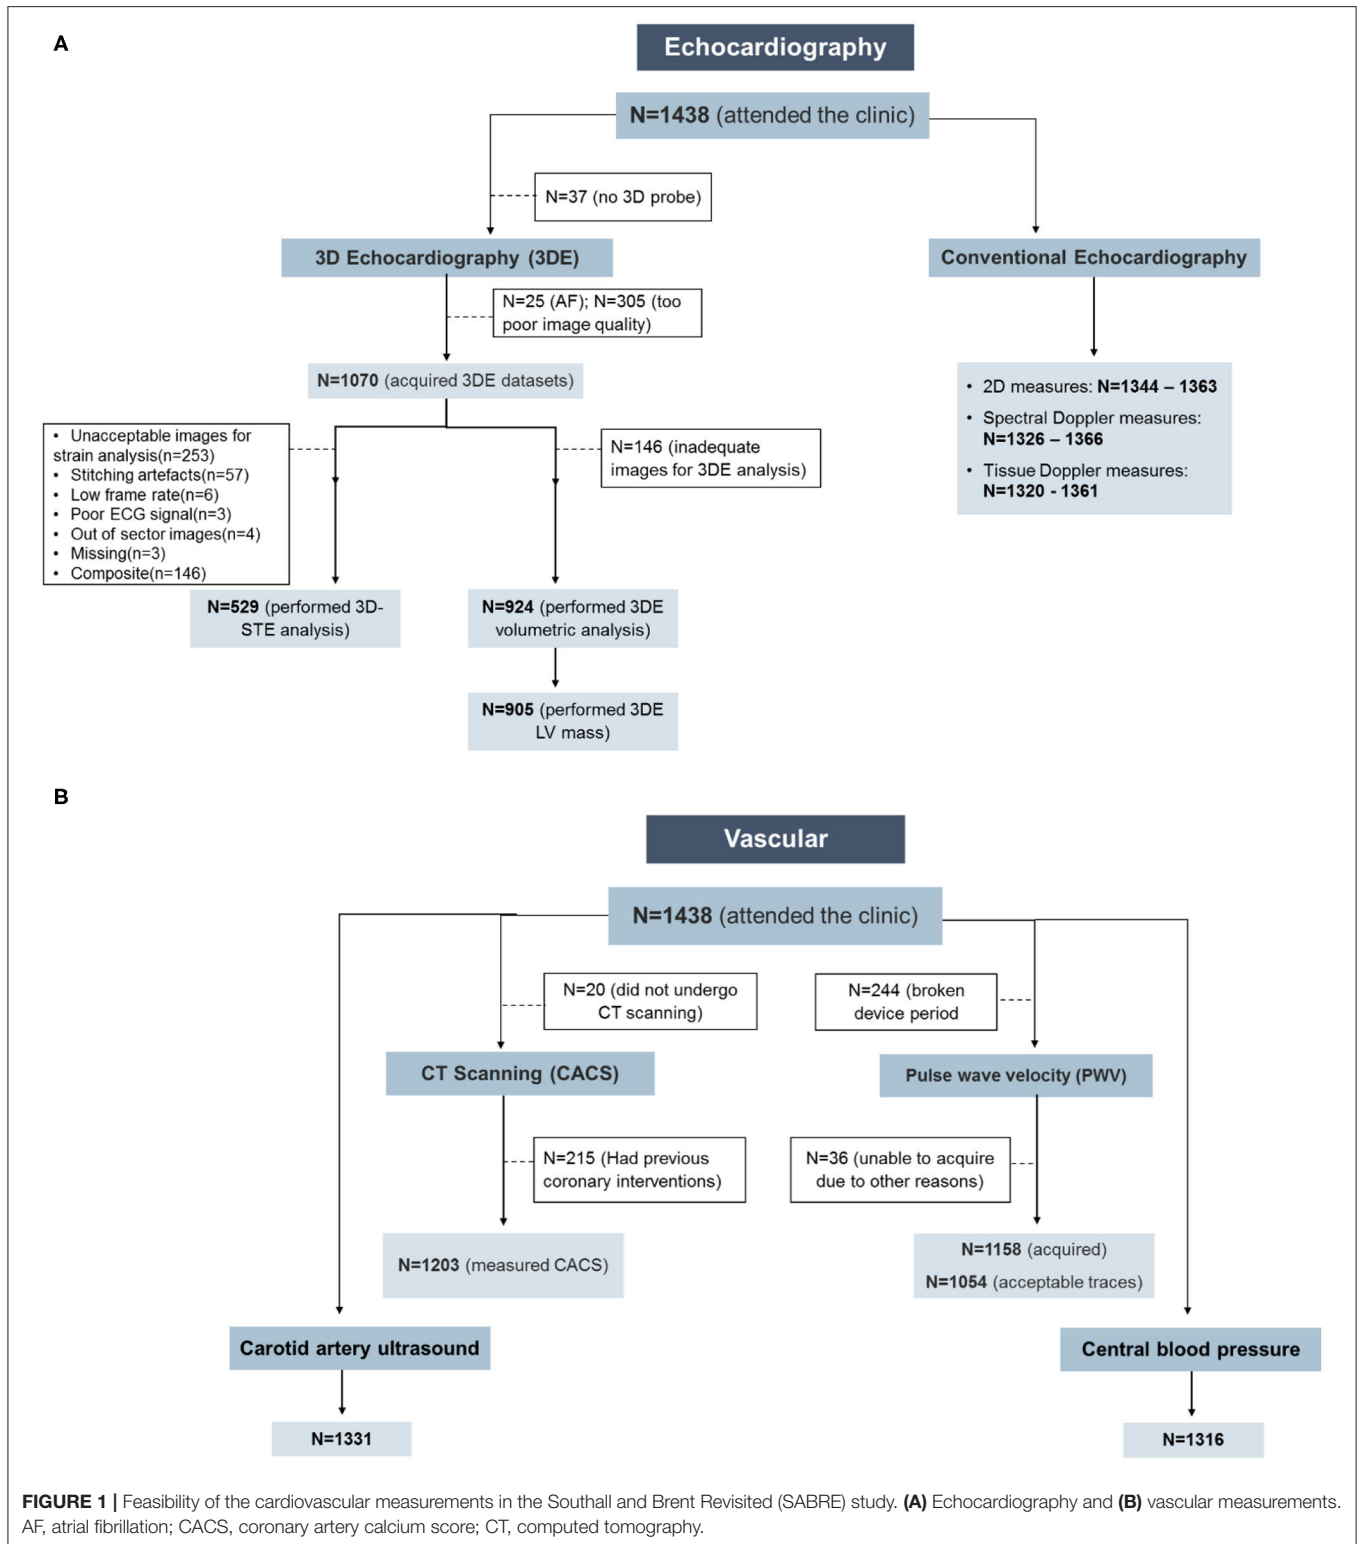 A
Echocardiography
N=1438 (attended the clinic)
N=37 (no 3D probe)
3D Echocardiography (3DE)
Conventional Echocardiography
N=25 (AF); N=305 (too
poor image quality)
N=1070 (acquired 3DE datasets)
• 2D measures: N=1344 – 1363
• Spectral Doppler measures:
N=1326 – 1366
• Tissue Doppler measures:
N=1320 - 1361
• Unacceptable images for
strain analysis(n=253)
• Stitching artefacts(n=57)
• Low frame rate(n=6)
• Poor ECG signal(n=3)
• Out of sector images(n=4)
• Missing(n=3)
• Composite(n=146)
N=146 (inadequate
images for 3DE analysis)
N=529 (performed 3D-
STE analysis)
N=924 (performed 3DE
volumetric analysis)
N=905 (performed 3DE
LV mass)
B
Vascular
N=1438 (attended the clinic)
N=20 (did not undergo
CT scanning)
N=244 (broken
device period
CT Scanning (CACS)
Pulse wave velocity (PWV)
N=215 (Had previous
coronary interventions)
N=36 (unable to acquire
due to other reasons)
N=1203 (measured CACS)
N=1158 (acquired)
N=1054 (acceptable traces)
Carotid artery ultrasound
Central blood pressure
N=1331
N=1316
FIGURE 1 | Feasibility of the cardiovascular measurements in the Southall and Brent Revisited (SABRE) study. (A) Echocardiography and (B) vascular measurements.
AF, atrial fibrillation; CACS, coronary artery calcium score; CT, computed tomography.